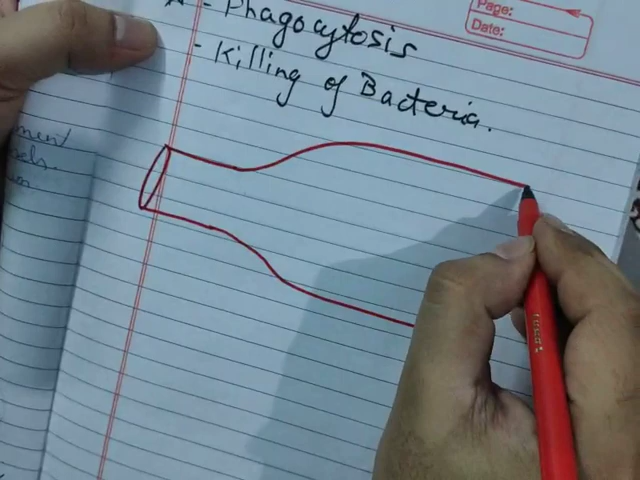 Page:
Date:
- Phagocytosis
- Killing of Bacteria.